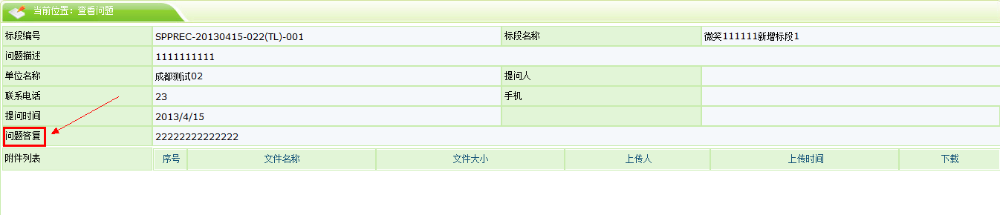 当前位置：查看问题
标段编号 SPPREC-20130415-022(TL)-001 标段名称 微笑111111新增标段1
问题描述 1111111111
单位名称 成都测试02 提问人
联系电话 23 手机
提问时间 2013/4/15
问题答复 22222222222222
附件列表 序号 文件名称 文件大小 上传人 上传时间 下载